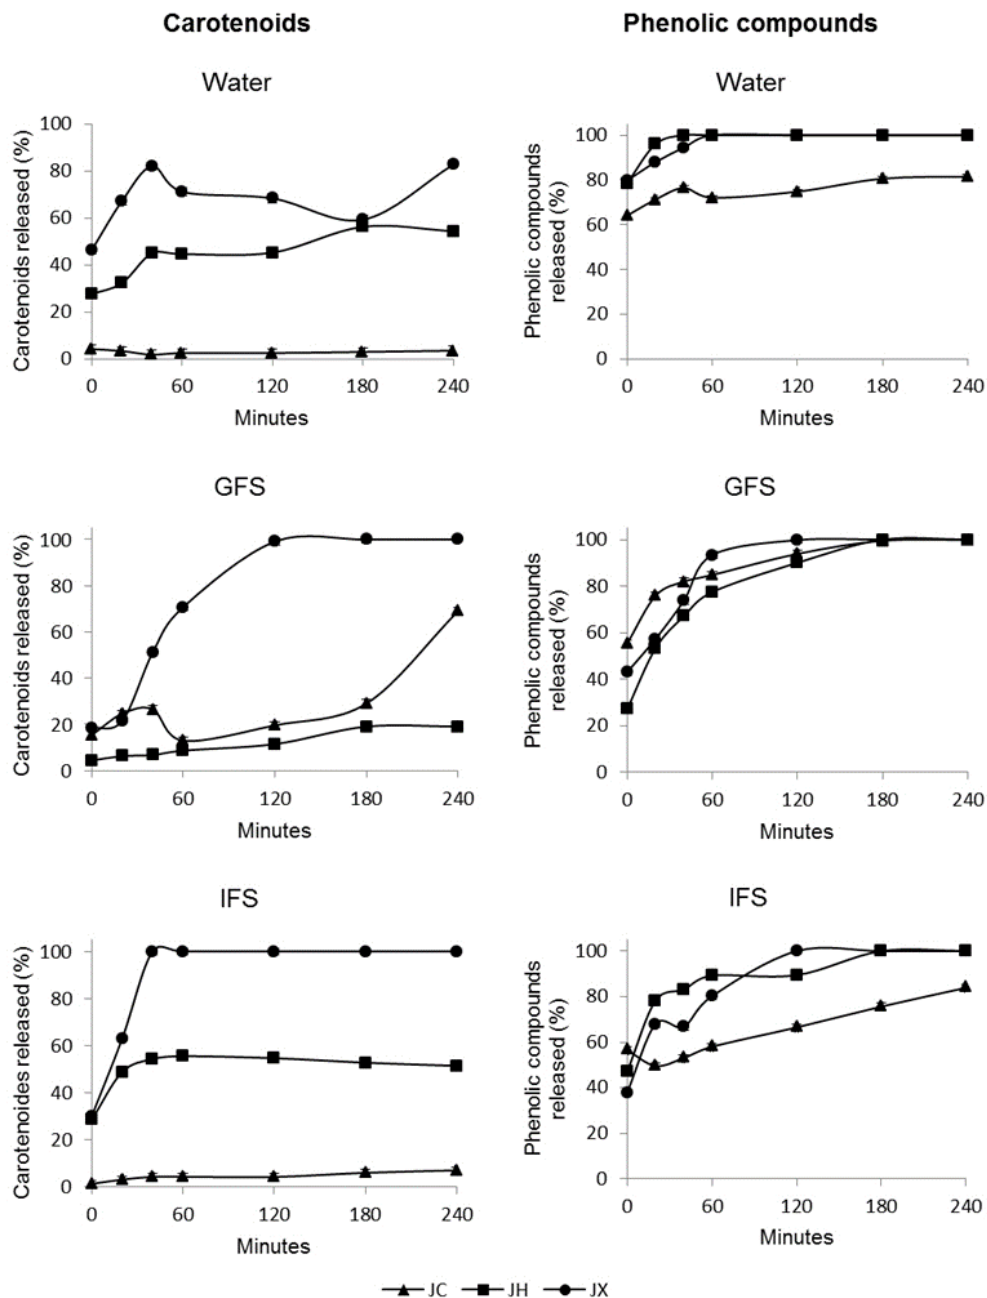 Carotenoids
Phenolic compounds
Water
Carotenoids released (%)
100
80
60
40
20
0
0 60 120 180 240
Minutes
Water
Phenolic compounds
released (%)
100
80
60
40
20
0
0 60 120 180 240
Minutes
GFS
Carotenoids released (%)
100
80
60
40
20
0
0 60 120 180 240
Minutes
GFS
Phenolic compounds
released (%)
100
80
60
40
20
0
0 60 120 180 240
Minutes
IFS
Carotenoides released (%)
100
80
60
40
20
0
0 60 120 180 240
Minutes
IFS
Phenolic compounds
released (%)
100
80
60
40
20
0
0 60 120 180 240
Minutes
JC JH JX